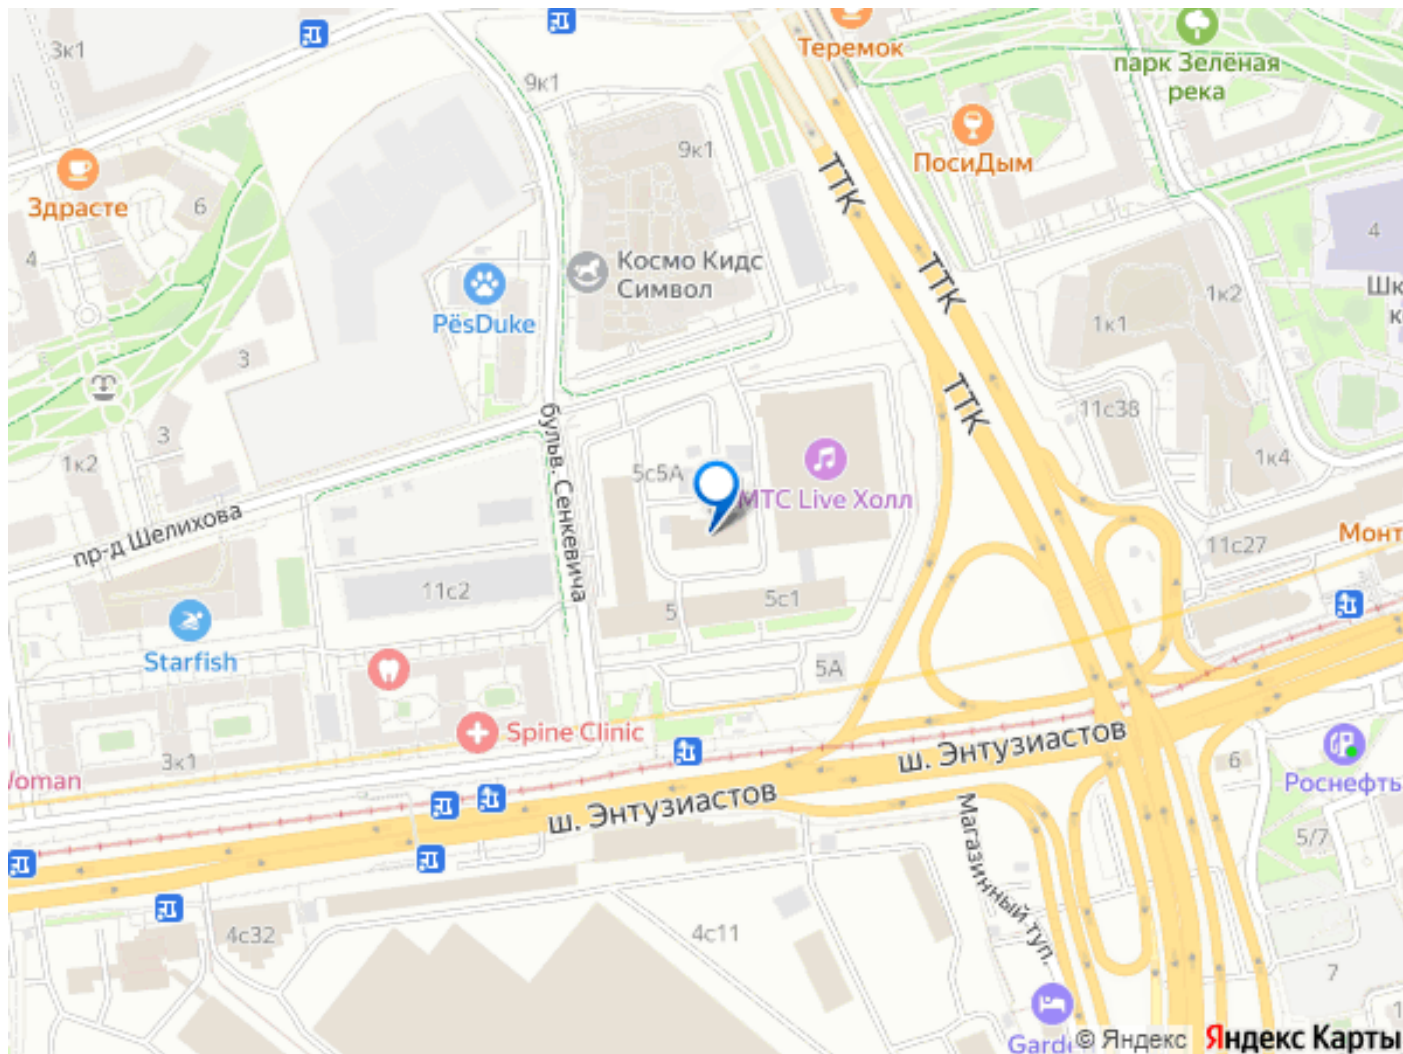 3к1
Теремок
парк Зелёная
река
9к1
9к1
ПосиДым
ТТК
Здрасте
6
4
4
Космо Кидс
Символ
ТТК
PёsDuke
1к2
1к1
3
ТТК
11с38
бульв. Сенкевича
3
1к2
5с5А
1к4
МТС Live Холл
пр-д Шелихова
11с27
Монт
11с2
5с1
5
Starfish
5А
Spine Clinic
3к1
ш. Энтузиастов
6
Роснефть
ш. Энтузиастов
Магазинный туп.
5/7
4с32
4с11
7
1
© Яндекс
Яндекс Карты